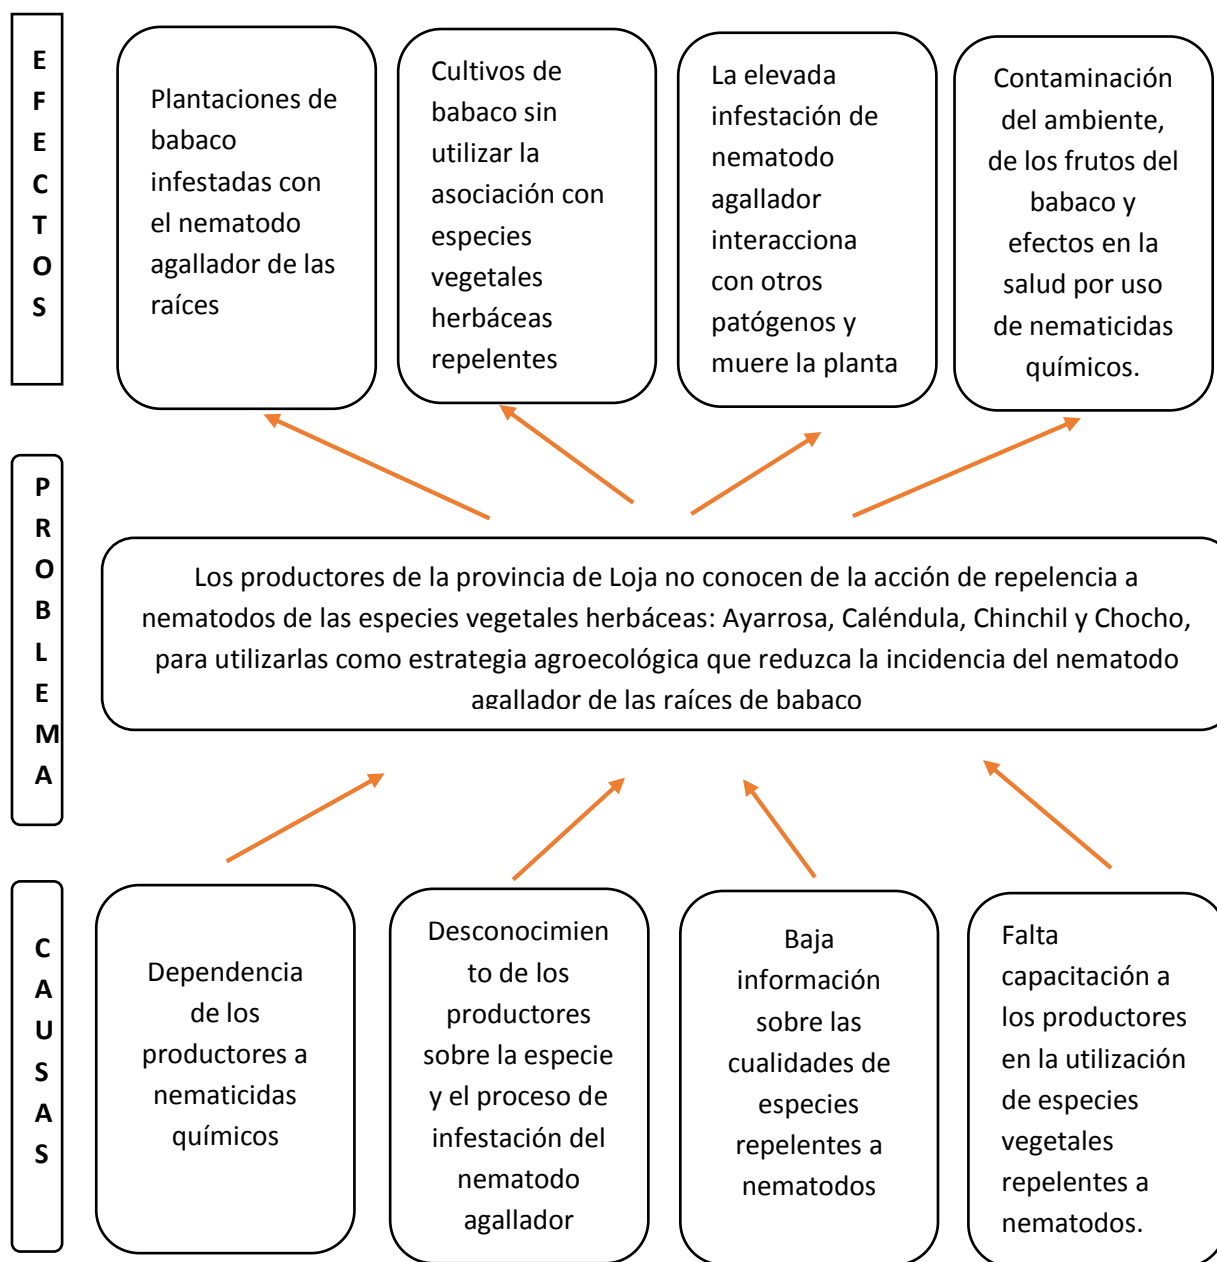 E
F
E
C
T
O
S
Plantaciones de
babaco
infestadas con
el nematodo
agallador de las
raíces
Cultivos de
babaco sin
utilizar la
asociación con
especies
vegetales
herbáceas
repelentes
La elevada
infestación de
nematodo
agallador
interacciona
con otros
patógenos y
muere la planta
Contaminación
del ambiente,
de los frutos del
babaco y
efectos en la
salud por uso
de nematicidas
químicos.
P
R
O
B
L
E
M
A
Los productores de la provincia de Loja no conocen de la acción de repelencia a
nematodos de las especies vegetales herbáceas: Ayarrosa, Caléndula, Chinchil y Chocho,
para utilizarlas como estrategia agroecológica que reduzca la incidencia del nematodo
agallador de las raíces de babaco
C
A
U
S
A
S
Dependencia
de los
productores a
nematicidas
químicos
Desconocimien
to de los
productores
sobre la especie
y el proceso de
infestación del
nematodo
agallador
Baja
información
sobre las
cualidades de
especies
repelentes a
nematodos
Falta
capacitación a
los productores
en la utilización
de especies
vegetales
repelentes a
nematodos.